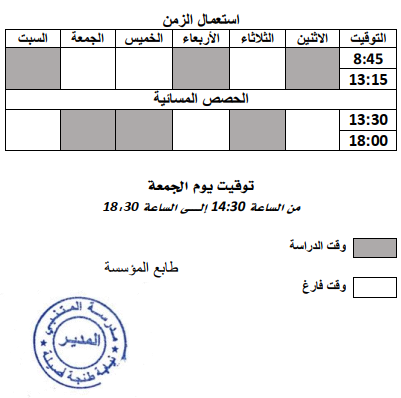 استعمال الزمن
التوقيت الاثنين الثلاثاء الأربعاء الخميس الجمعة السبت
8:45
13:15
الحصص المسائية
13:30
18:00
توقيت يوم الجمعة
من الساعة 14:30 إلى الساعة 18،30
وقت الدراسة
وقت فارغ
طابع المؤسسة
مدرسة المتنبي
المدير
نيابة طنجة أصيلة